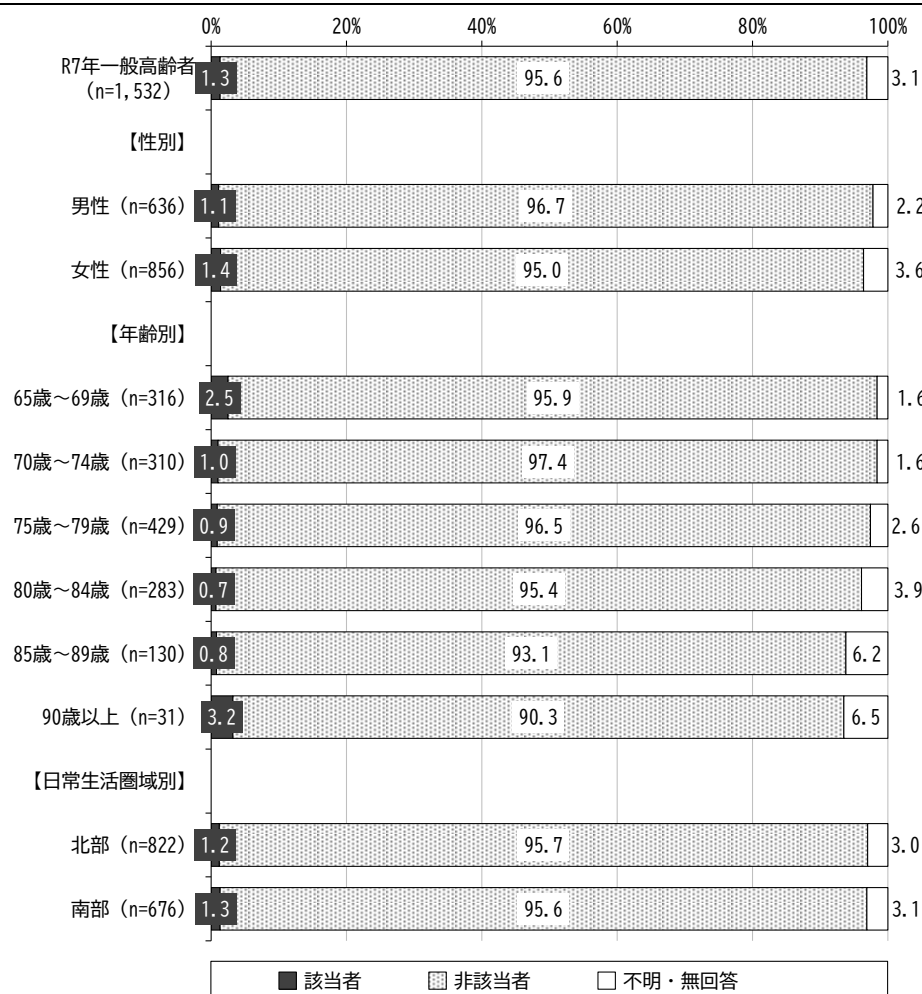 0% 20% 40% 60% 80% 100%
R7年一般高齢者
(n=1,532) 1.3 95.6 3.1
【性別】
男性 (n=636) 1.1 96.7 2.2
女性 (n=856) 1.4 95.0 3.6
【年齢別】
65歳～69歳 (n=316) 2.5 95.9 1.6
70歳～74歳 (n=310) 1.0 97.4 1.6
75歳～79歳 (n=429) 0.9 96.5 2.6
80歳～84歳 (n=283) 0.7 95.4 3.9
85歳～89歳 (n=130) 0.8 93.1 6.2
90歳以上 (n=31) 3.2 90.3 6.5
【日常生活圏域別】
北部 (n=822) 1.2 95.7 3.0
南部 (n=676) 1.3 95.6 3.1
該当者 非該当者 不明・無回答